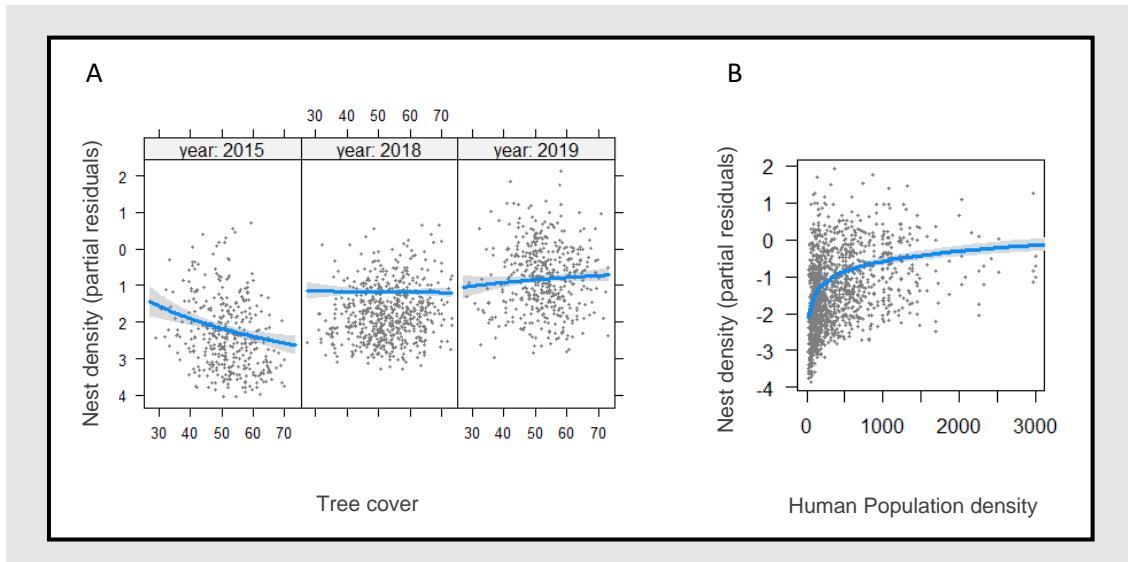 A
B
30 40 50 60 70
year: 2015 year: 2018 year: 2019
Nest density (partial residuals)
2
1
0
1
2
3
4
30 40 50 60 70
30 40 50 60 70
Tree cover
Nest density (partial residuals)
2
1
0
-1
-2
-3
-4
0 1000 2000 3000
Human Population density